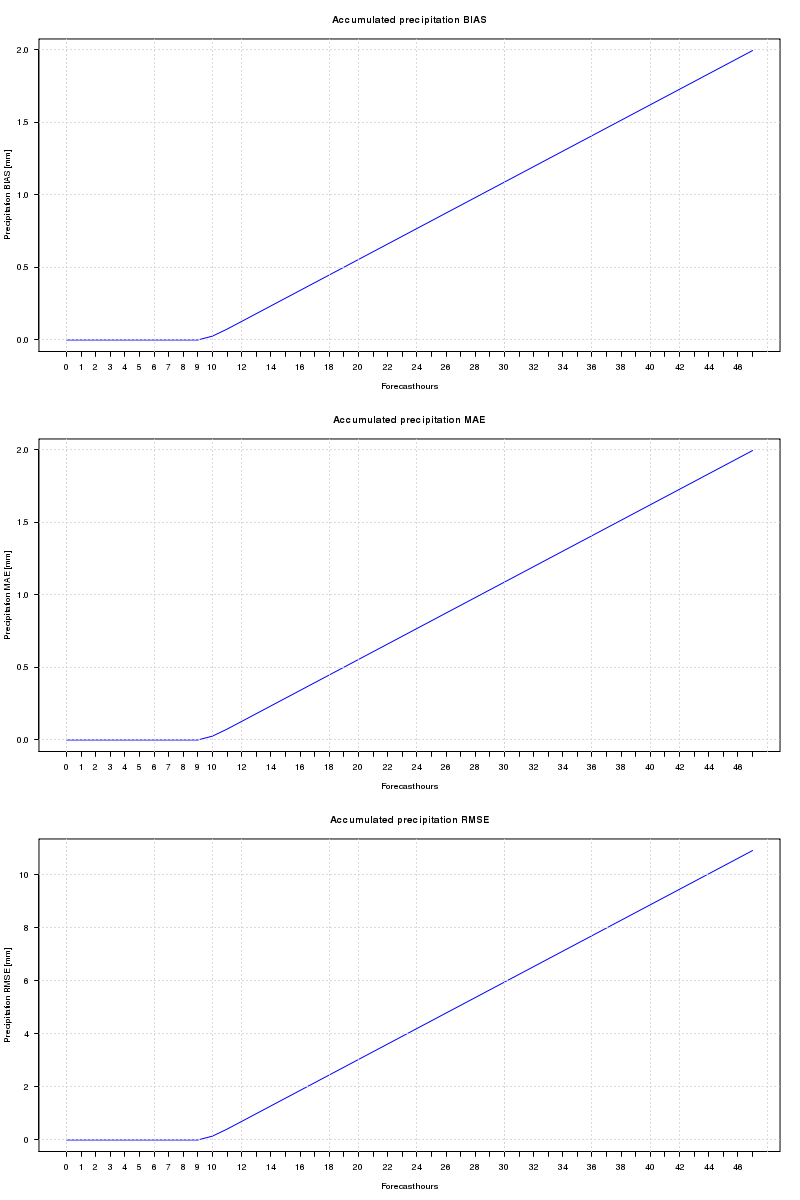 Accumulated precipitation BIAS
Precipitation BIAS [mm]
2.0
1.5
1.0
0.5
0.0
0 1 2 3 4 5 6 7 8 9 10 12 14 16 18 20 22 24 26 28 30 32 34 36 38 40 42 44 46
Forecasthours
Accumulated precipitation MAE
Precipitation MAE [mm]
2.0
1.5
1.0
0.5
0.0
0 1 2 3 4 5 6 7 8 9 10 12 14 16 18 20 22 24 26 28 30 32 34 36 38 40 42 44 46
Forecasthours
Accumulated precipitation RMSE
Precipitation RMSE [mm]
10
8
6
4
2
0
0 1 2 3 4 5 6 7 8 9 10 12 14 16 18 20 22 24 26 28 30 32 34 36 38 40 42 44 46
Forecasthours